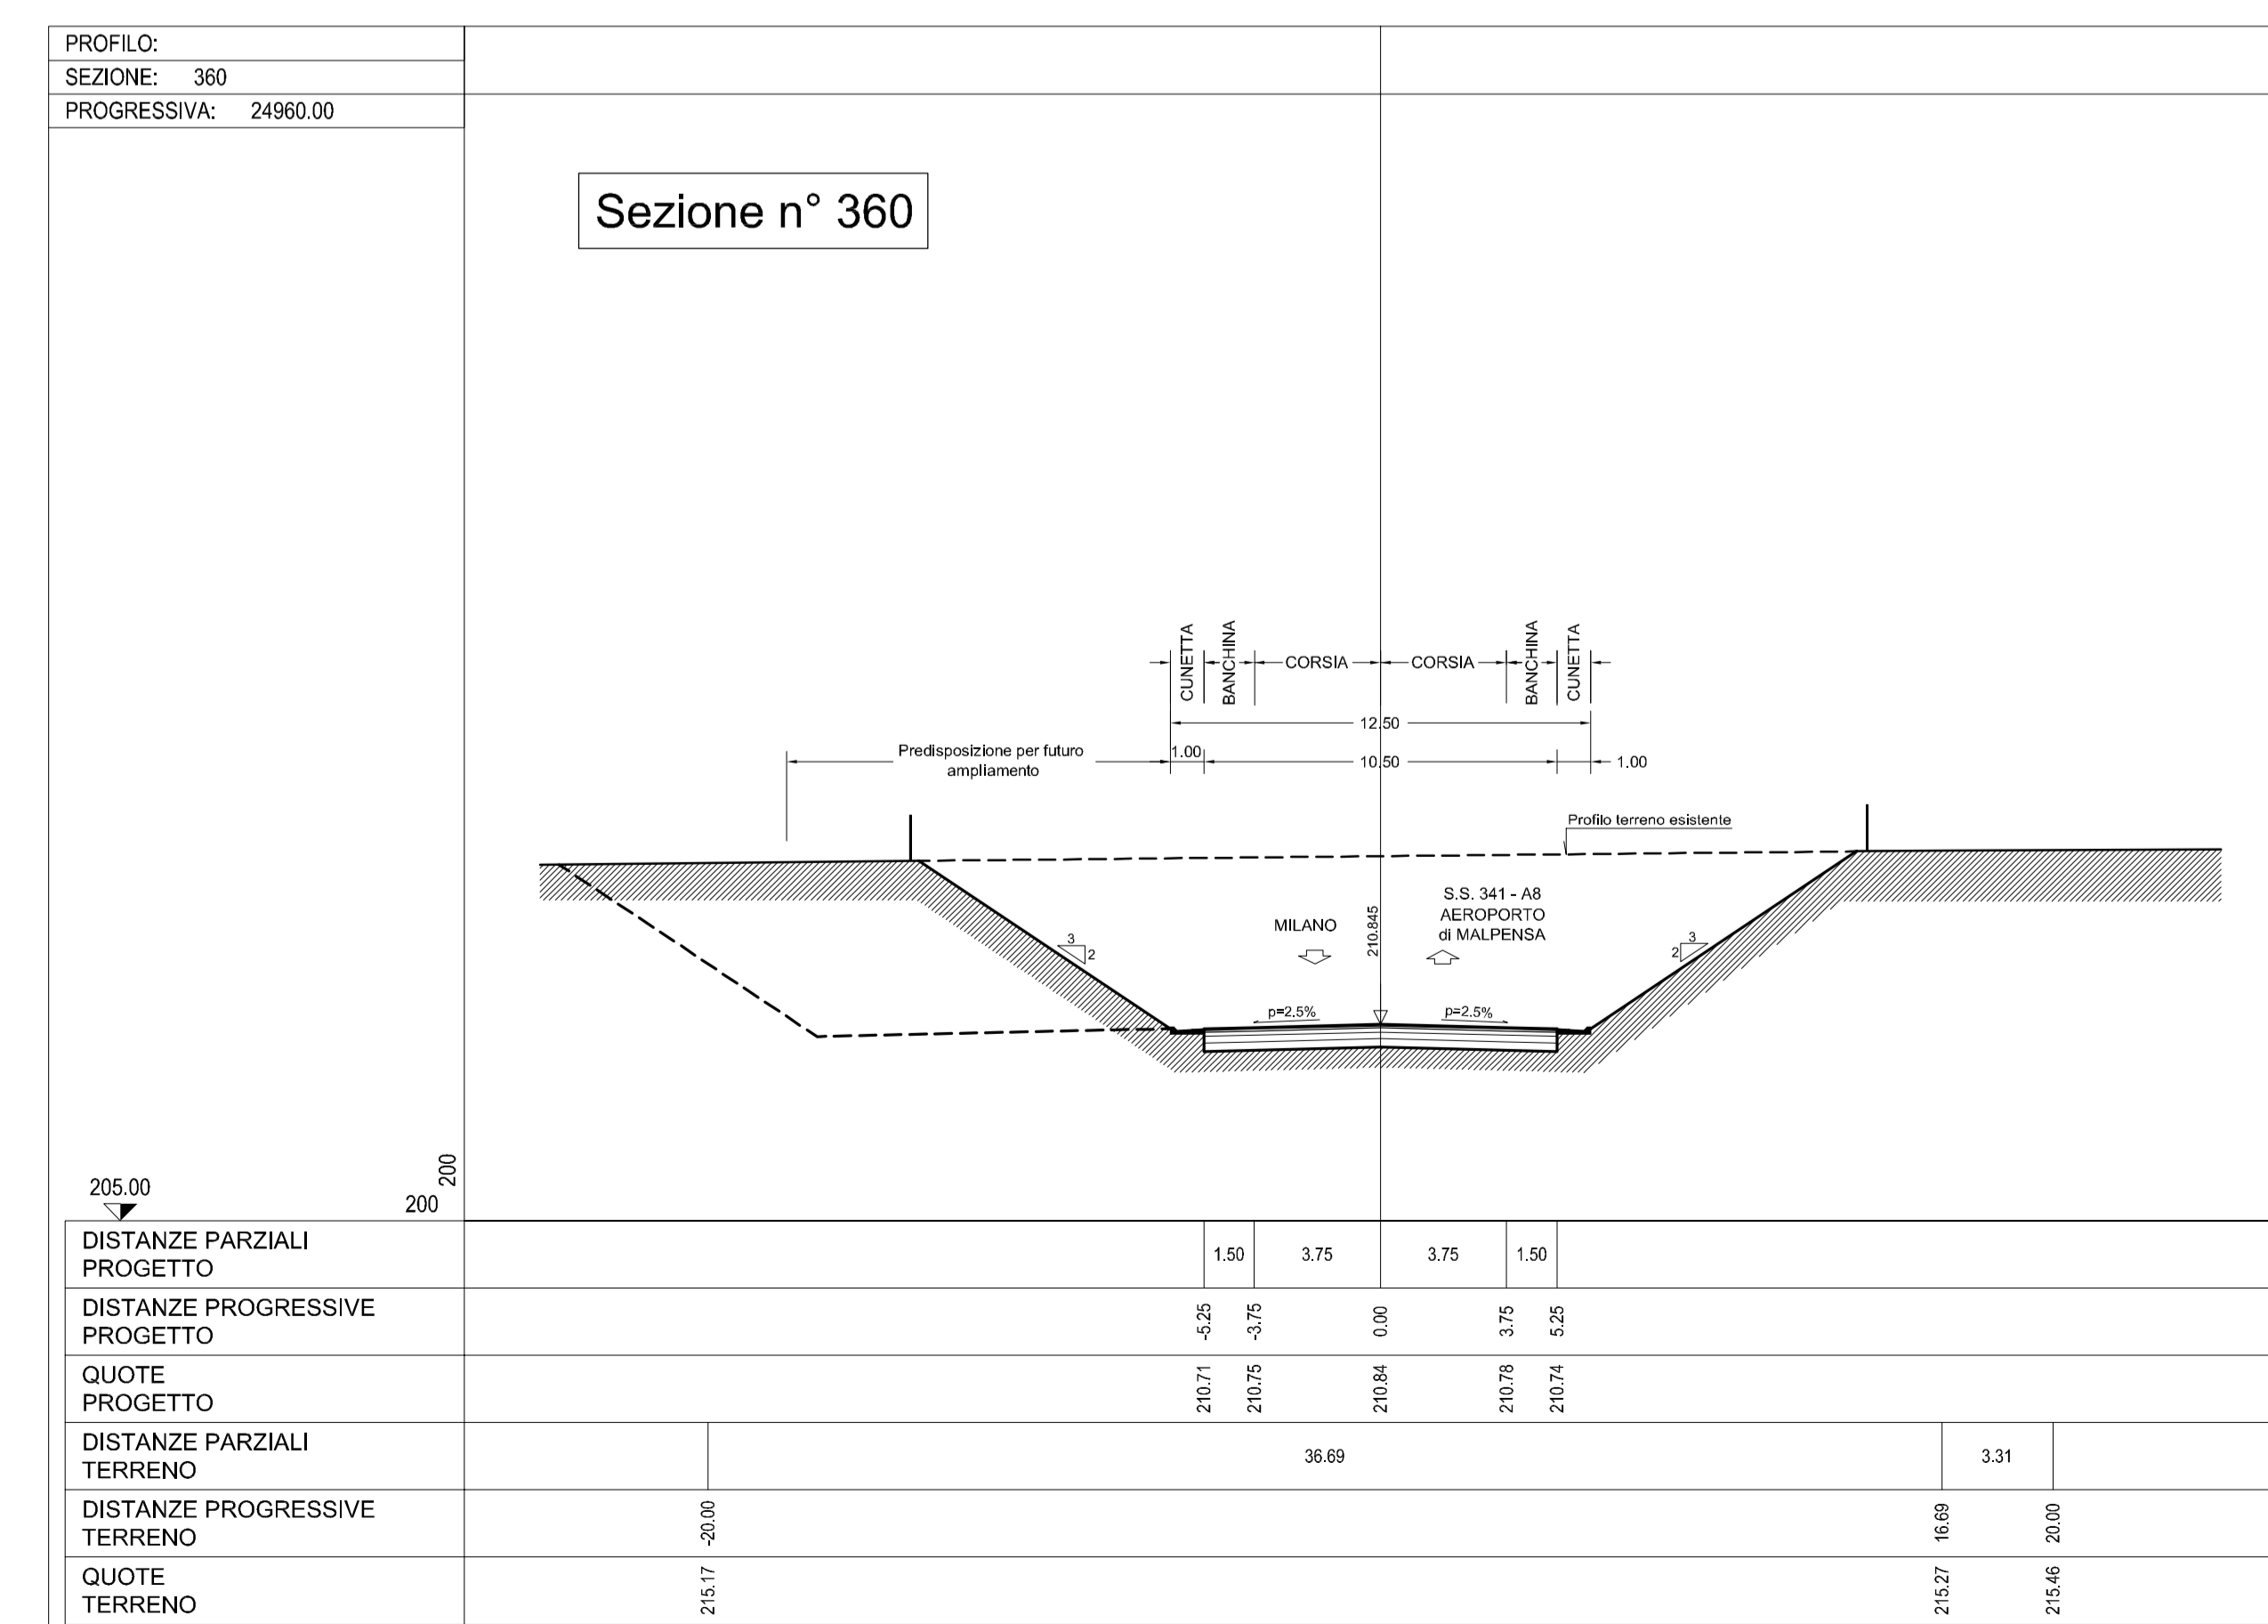 PROFILO:
SEZIONE: 360
PROGRESSIVA: 24960.00
Sezione n° 360
CUNETTA
BANCHINA
CORSIA
CORSIA
BANCHINA
CUNETTA
12.50
Predisposizione per futuro
ampliamento
1.00
10.50
1.00
Profilo terreno esistente
S.S. 341 - A8
AEROPORTO
di MALPENSA
MILANO
210.845
3
2
3
2
p=2.5%
p=2.5%
205.00
200
200
DISTANZE PARZIALI
PROGETTO
1.50 3.75 3.75 1.50
DISTANZE PROGRESSIVE
PROGETTO
-5.25 -3.75 0.00 3.75 5.25
QUOTE
PROGETTO
210.71 210.75 210.84 210.78 210.74
DISTANZE PARZIALI
TERRENO
36.69 3.31
DISTANZE PROGRESSIVE
TERRENO
-20.00 16.69 20.00
QUOTE
TERRENO
215.17 215.27 215.46